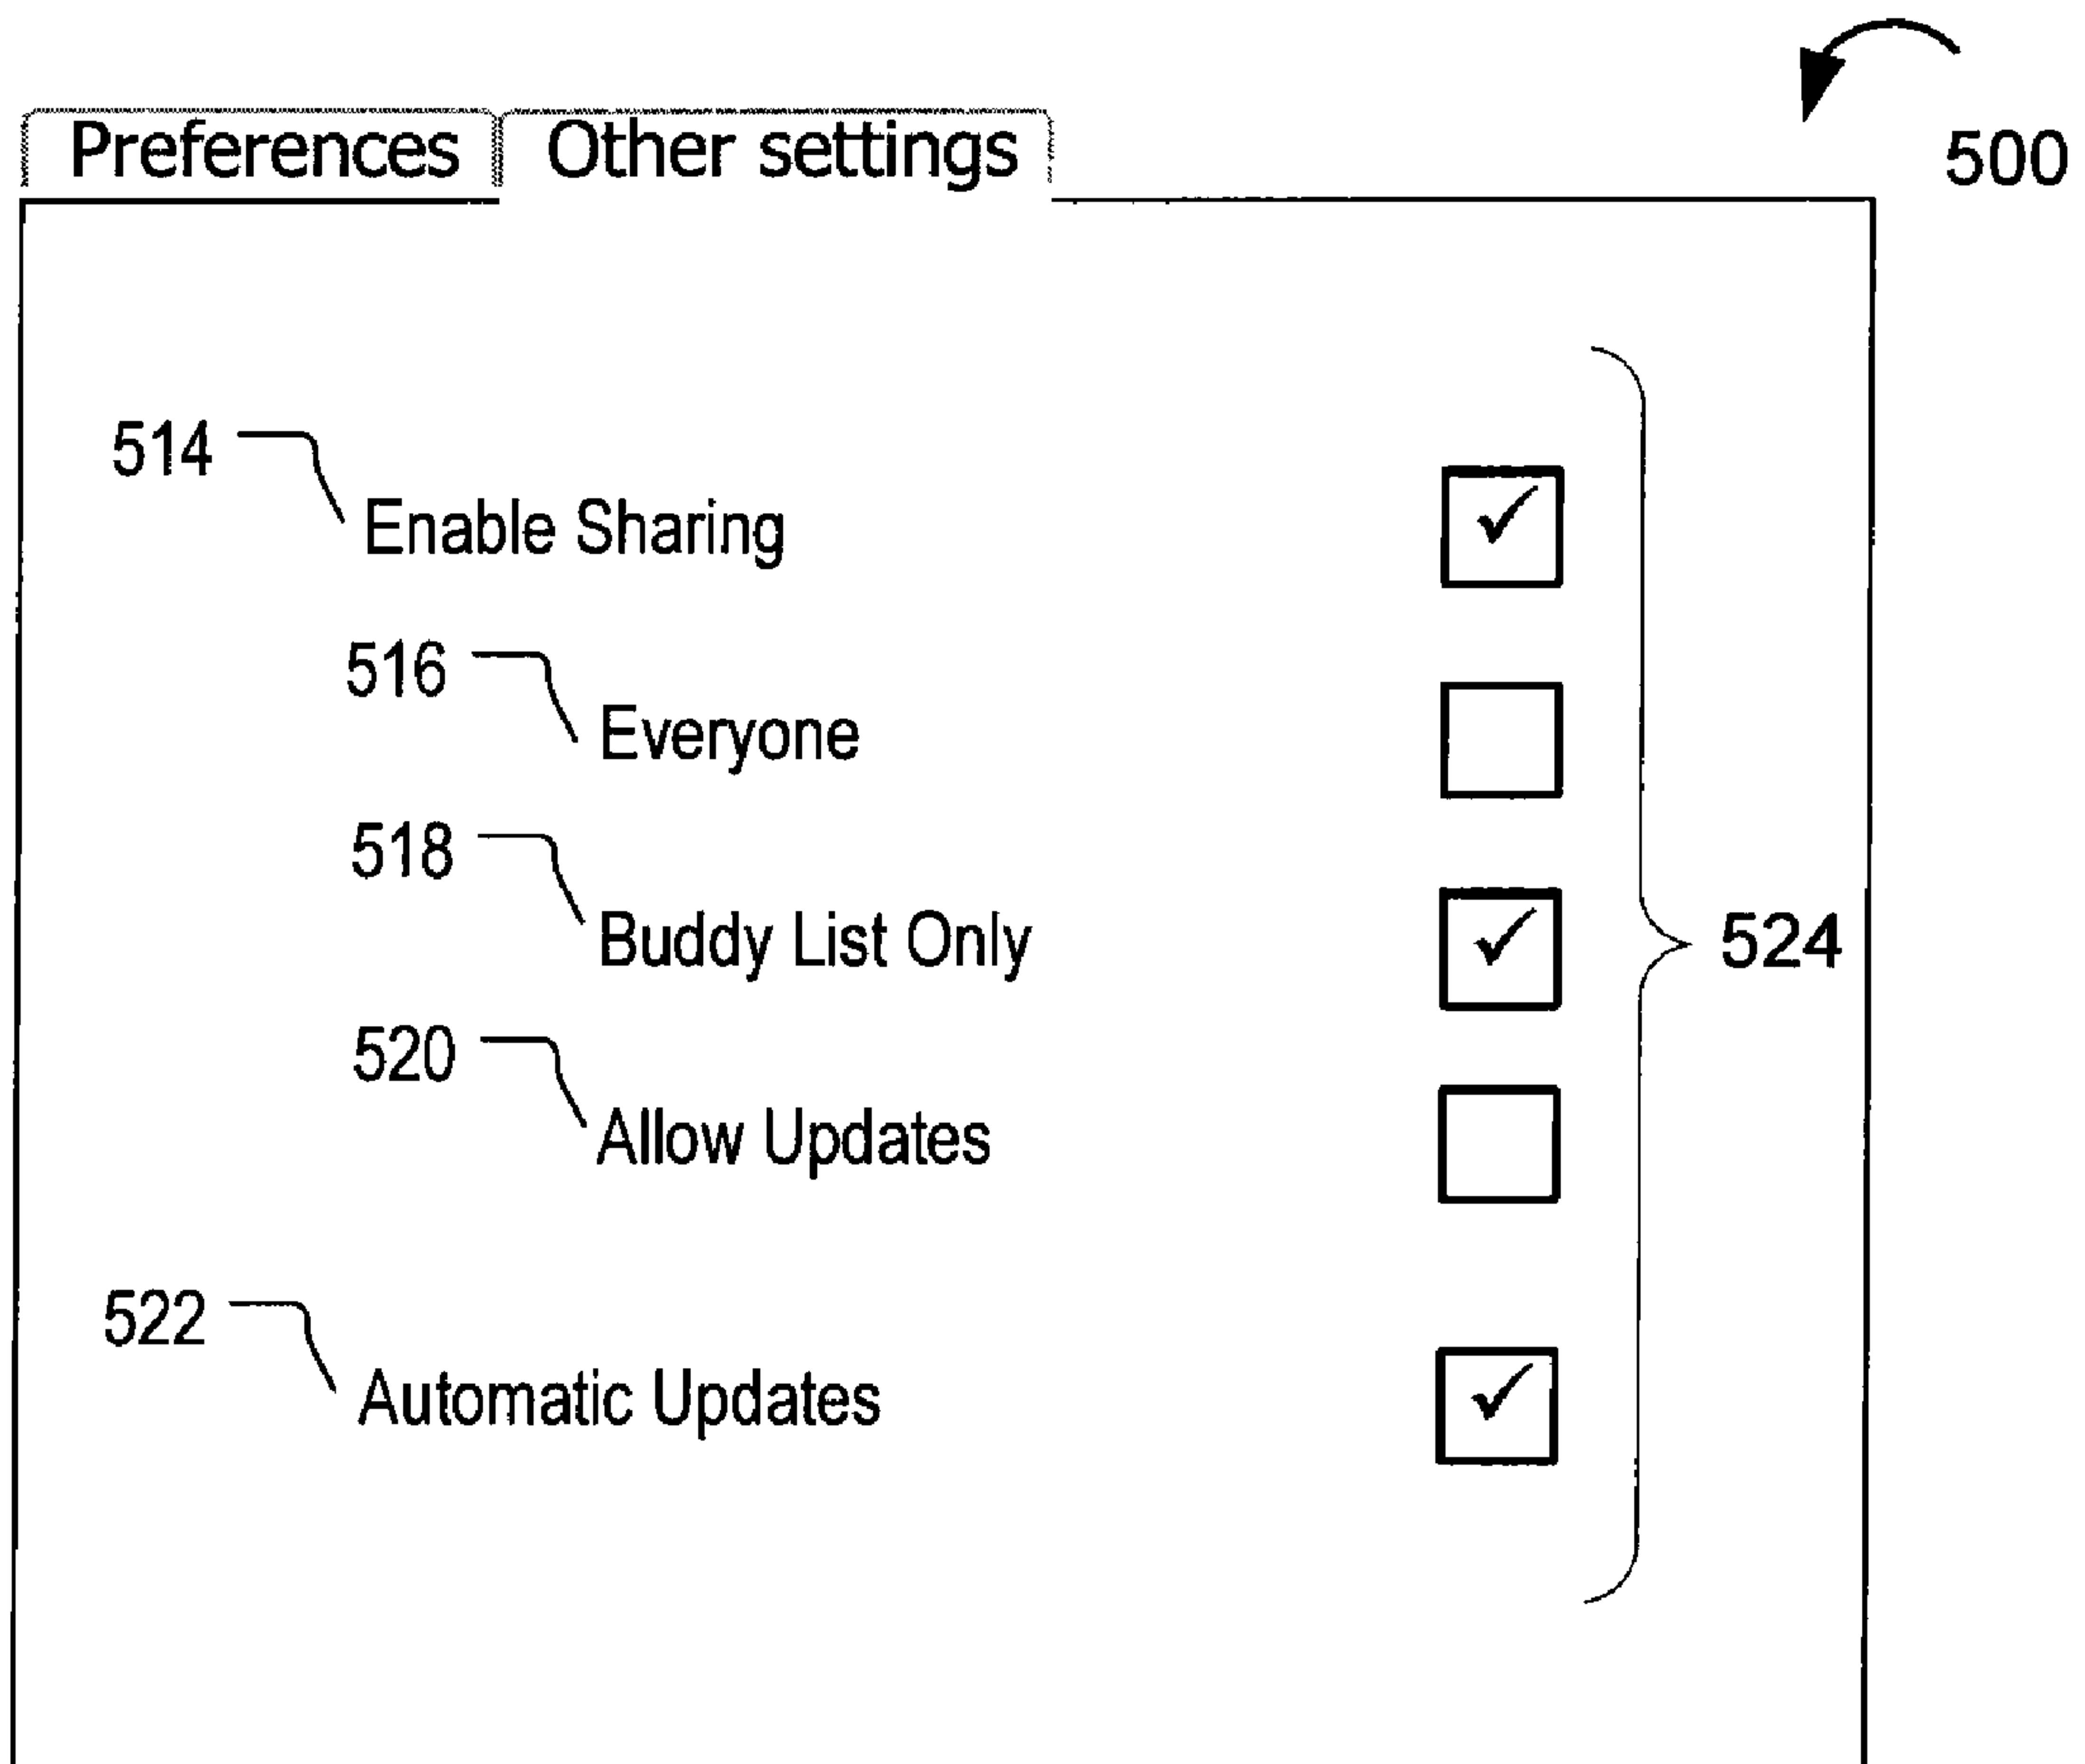 500
Preferences Other settings
514
Enable Sharing
516
Everyone
518
Buddy List Only
524
520
Allow Updates
522
Automatic Updates